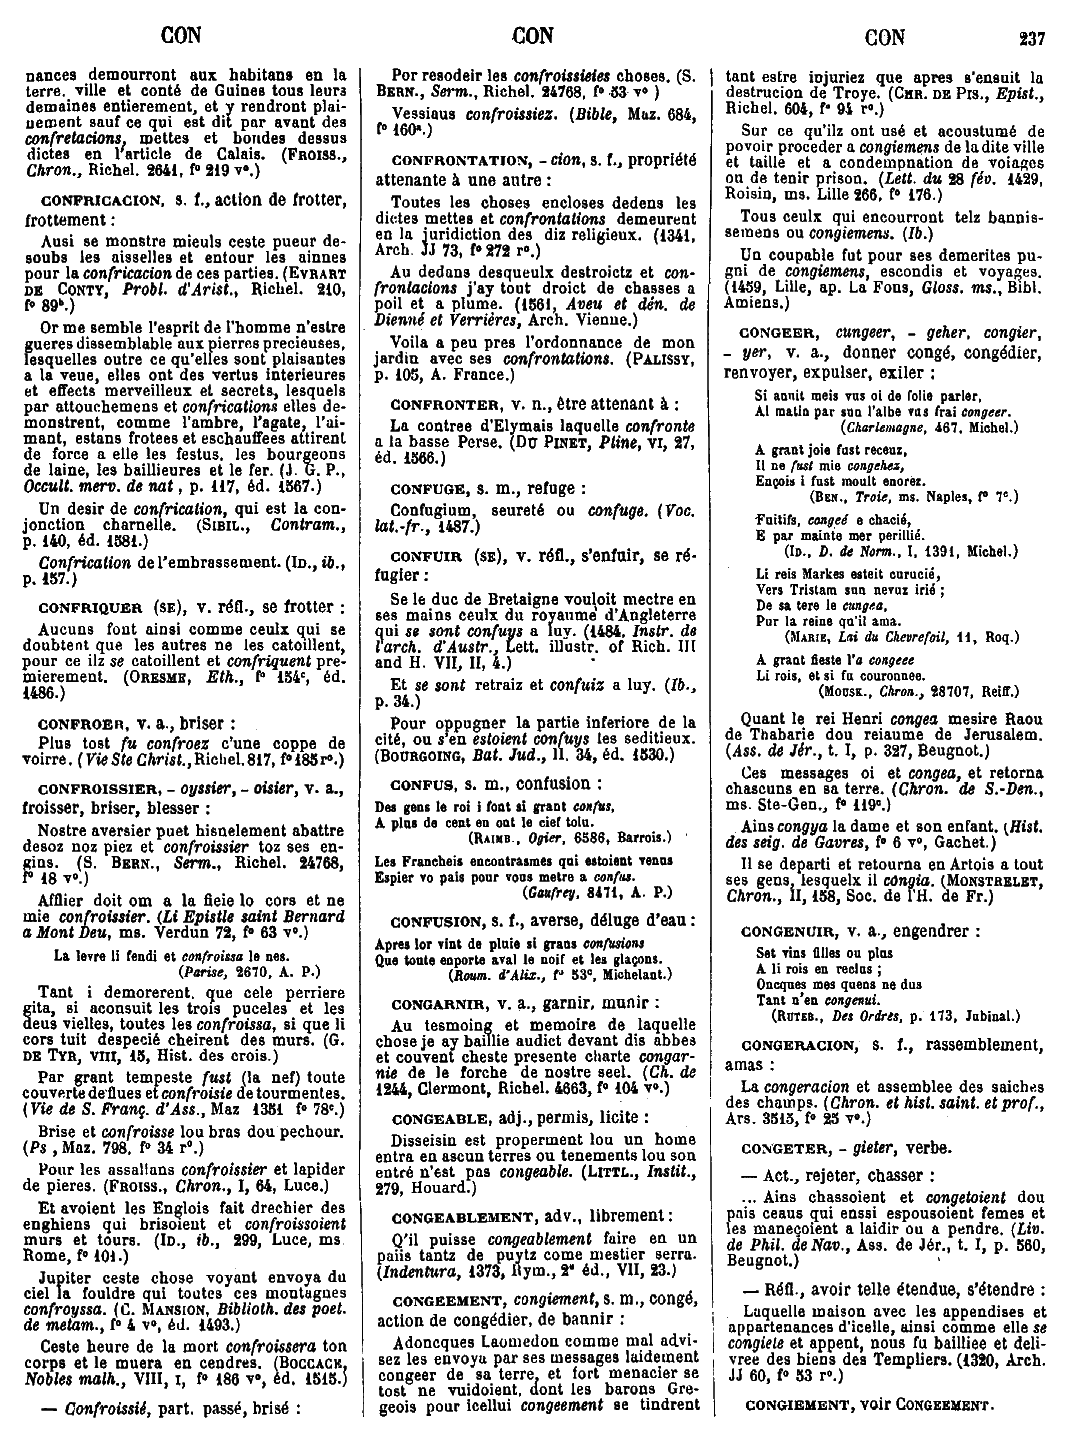 CON
CON
CON
237
nances demourront aux habitans en la
terre, ville et conté de Guines tous leurs
demaines entierement, et y rendront plai-
nement sauf ce qui est dit par avant des
confretacions, mettes et bondes dessus
dictes en l'article de Calais. (FROISS.,
Chron., Richel. 2641, f° 219 v°.)
CONFRICACION, s. f., action de frotter,
frottement :
Ausi se monstre mieuls ceste pueur de-
soubs les aisselles et entour les ainnes
pour la confricacion de ces parties. (EVRART
DE CONTY, Probl. d'Arist., Richel. 210,
f° 89ᵇ.)
Or me semble l'esprit de l'homme n'estre
gueres dissemblable aux pierres precieuses,
lesquelles outre ce qu'elles sont plaisantes
a la veue, elles ont des vertus interieures
et effects merveilleux et secrets, lesquels
par attouchemens et confrications elles de-
monstrent, comme l'ambre, l'agate, l'ai-
mant, estans frotees et eschauffees attirent
de force a elle les festus, les bourgeons
de laine, les baillieures et le fer. (J. G. P.,
Occult. merv. de nat, p. 117, éd. 1567.)
Un desir de confrication, qui est la con-
jonction charnelle. (SIBIL., Contram.,
p. 140, éd. 1581.)
Confrication de l'embrassement. (ID., ib.,
p. 157.)
CONFRIQUER (SE), v. réfl., se frotter :
Aucuns font ainsi comme ceulx qui se
doubtent que les autres ne les catoillent,
pour ce ilz se catoillent et confriquent pre-
mierement. (ORESME, Eth., f° 154ᶜ, éd.
1486.)
CONFROER, v. a., briser :
Plus tost fu confroez c'une coppe de
voirre. (Vie Ste Christ., Richel. 817, f° 185 r°.)
CONFROISSIER, - oyssier, - oisier, v. a.,
froisser, briser, blesser :
Nostre aversier puet hisnelement abattre
desoz noz piez et confroissier toz ses en-
gins. (S. BERN., Serm., Richel. 24768,
f° 18 v°.)
Afflier doit om a la fieie lo cors et ne
mie confroissier. (Li Epistle saint Bernard
a Mont Deu, ms. Verdun 72, f° 63 v°.)
La levre li fendi et confroissa le nes.
(Parise, 2670, A. P.)
Tant i demorerent, que cele perriere
gita, si aconsuit les trois puceles et les
deus vielles, toutes les confroissa, si que li
cors tuit despecié cheirent des murs. (G.
DE TYR, VIII, 15, Hist. des crois.)
Par grant tempeste fust (la nef) toute
couverte deflues et confroisie de tourmentes.
(Vie de S. Franç. d'Ass., Maz 1351 f° 78ᶜ.)
Brise et confroisse lou bras dou pechour.
(Ps, Maz. 798, f° 34 r°.)
Pour les assallans confroissier et lapider
de pieres. (FROISS., Chron., I, 64, Luce.)
Et avoient les Englois fait drechier des
enghiens qui brisoient et confroissoient
murs et tours. (ID., ib., 299, Luce, ms
Rome, f° 101.)
Jupiter ceste chose voyant envoya du
ciel la fouldre qui toutes ces montagues
confroyssa. (C. MANSION, Biblioth. des poet.
de metam., f° 4 v°, éd. 1493.)
Ceste heure de la mort confroissera ton
corps et le muera en cendres. (BOCCACE,
Nobles malh., VIII, I, f° 186 v°, éd. 1515.)
— Confroissié, part. passé, brisé :
Por resodeir les confroissieies choses. (S.
BERN., Serm., Richel. 24768, f° 53 v°)
Vessiaus confroissiez. (Bible, Maz. 684,
f° 160ᵃ.)
CONFRONTATION, - cion, s. f., propriété
attenante à une autre :
Toutes les choses encloses dedens les
dictes mettes et confrontations demeurent
en la juridiction des diz religieux. (1341,
Arch. JJ 73, f° 272 r°.)
Au dedans desqueulx destroictz et con-
frontacions j'ay tout droict de chasses a
poil et a plume. (1561, Aveu et dén. de
Dienné et Verrières, Arch. Vienne.)
Voila a peu pres l'ordonnance de mon
jardin avec ses confrontations. (PALISSY,
p. 105, A. France.)
CONFRONTER, v. n., être attenant à :
La contree d'Elymais laquelle confronte
a la basse Perse. (DU PINET, Pline, VI, 27,
éd. 1566.)
CONFUGE, s. m., refuge :
Confugium, seureté ou confuge. (Voc.
lat.-fr., 1487.)
CONFUIR (SE), v. réfl., s'enfuir, se ré-
fugier :
Se le duc de Bretaigne vouloit mectre en
ses mains ceulx du royaume d'Angleterre
qui se sont confuys a luy. (1484, Instr. de
l'arch. d'Austr., Lett. illustr. of Rich. III
and H. VII, II, 4.)
Et se sont retraiz et confuiz a luy. (Ib.,
p. 34.)
Pour oppugner la partie inferiore de la
cité, ou s'en estoient confuys les seditieux.
(BOURGOING, Bat. Jud., II, 34, éd. 1530.)
CONFUS, s. m., confusion :
Des gens le roi i font si grant confus,
A plus de cent en ont le cief tolu.
(RAIMB., Ogier, 6586, Barrois.)
Les Francheis encontrasmes qui estoient venus
Espier vo pais pour vous metre a confus.
(Gaufrey, 8471, A. P.)
CONFUSION, s. f., averse, déluge d'eau :
Apres lor vint de pluie si grans confusions
Que toute enporte aval le noif et les glaçons.
(Roum. d'Alix., f° 53ᶜ, Michelant.)
CONGARNIR, v. a., garnir, munir :
Au tesmoing et memoire de laquelle
chose je ay baillie audict devant dis abbes
et couvent cheste presente charte congar-
nie de le forche de nostre seel. (Ch. de
1244, Clermont, Richel. 4663, f° 104 v°.)
CONGEABLE, adj., permis, licite :
Disseisin est properment lou un home
entra en ascun terres ou tenements lou son
entré n'est pas congeable. (LITTL., Instit.,
279, Houard.)
CONGEABLEMENT, adv., librement :
Q'il puisse congeablement faire en un
païis tantz de puytz come mestier serra.
(Indentura, 1373, Rym., 2ᵉ éd., VII, 23.)
CONGEEMENT, congiement, s. m., congé,
action de congédier, de bannir :
Adoncques Laomedon comme mal advi-
sez les envoya par ses messages laidement
congeer de sa terre, et fort menacier se
tost ne vuidoient, dont les barons Gre-
geois pour icellui congeement se tindrent
tant estre injuriez que apres s'ensuit la
destrucion de Troye. (CHR. DE PIS., Epist.,
Richel. 604, f° 91 r°.)
Sur ce qu'ilz ont usé et acoustumé de
povoir proceder a congiemens de ladite ville
et taille et a condempnation de voiages
ou de tenir prison. (Lett. du 28 fév. 1429,
Roisin, ms. Lille 266, f° 176.)
Tous ceulx qui encourront telz bannis-
semens ou congiemens. (Ib.)
Un coupable fut pour ses demerites pu-
gni de congiemens, escondis et voyages.
(1459, Lille, ap. La Fons, Gloss. ms., Bibl.
Amiens.)
CONGEER, cungeer, - geher, congier,
- yer, v. a., donner congé, congédier,
renvoyer, expulser, exiler :
Si anuit meis vus oi de folie parler,
Al matin par sun l'albe vus frai congeer.
(Charlemagne, 467, Michel.)
A grant joie fust receuz,
Il ne fust mie congehez,
Ençois i fust moult enorez.
(BEN., Troie, ms. Naples, f° 7ᶜ.)
Fuitifs, congeé e chacié,
E par mainte mer perillié.
(ID., D. de Norm., I, 1391, Michel.)
Li reis Markes esteit curucié,
Vers Tristam sun nevuz irié ;
De sa tere le cungea,
Pur la reine qu'il ama.
(MARIE, Lai du Chevrefoil, 11, Roq.)
A grant fieste l'a congeee
Li rois, et si fu couronnee.
(MOUSK., Chron., 28707, Reiff.)
Quant le rei Henri congea mesire Raou
de Thabarie dou reiaume de Jerusalem.
(Ass. de Jér., t. I, p. 327, Beugnot.)
Ces messages oi et congea, et retorna
chascuns en sa terre. (Chron. de S.-Den.,
ms. Ste-Gen., f° 119ᶜ.)
Ains congya la dame et son enfant. (Hist.
des seig. de Gavres, f° 6 v°, Gachet.)
Il se departi et retourna en Artois a tout
ses gens, lesquelx il congia. (MONSTRELET,
Chron., II, 158, Soc. de l'H. de Fr.)
CONGENUIR, v. a., engendrer :
Set vins filles ou plus
A li rois en reclus ;
Oncques mes quens ne dus
Tant n'en congenui.
(RUTEB., Des Ordres, p. 173, Jubinal.)
CONGERACION, s. f., rassemblement,
amas :
La congeracion et assemblee des saiches
des champs. (Chron. et hist. saint. et prof.,
Ars. 3515, f° 25 v°.)
CONGETER, - gieter, verbe.
— Act., rejeter, chasser :
... Ains chassoient et congetoient dou
pais ceaus qui enssi espousoient femes et
les maneçoient a laidir ou a pendre. (Liv.
de Phil. de Nav., Ass. de Jér., t. I, p. 560,
Beugnot.)
— Réfl., avoir telle étendue, s'étendre :
Laquelle maison avec les appendises et
appartenances d'icelle, ainsi comme elle se
congiete et appent, nous fu bailliee et deli-
vree des biens des Templiers. (1320, Arch.
JJ 60, f° 53 r°.)
CONGIEMENT, voir CONGEEMENT.